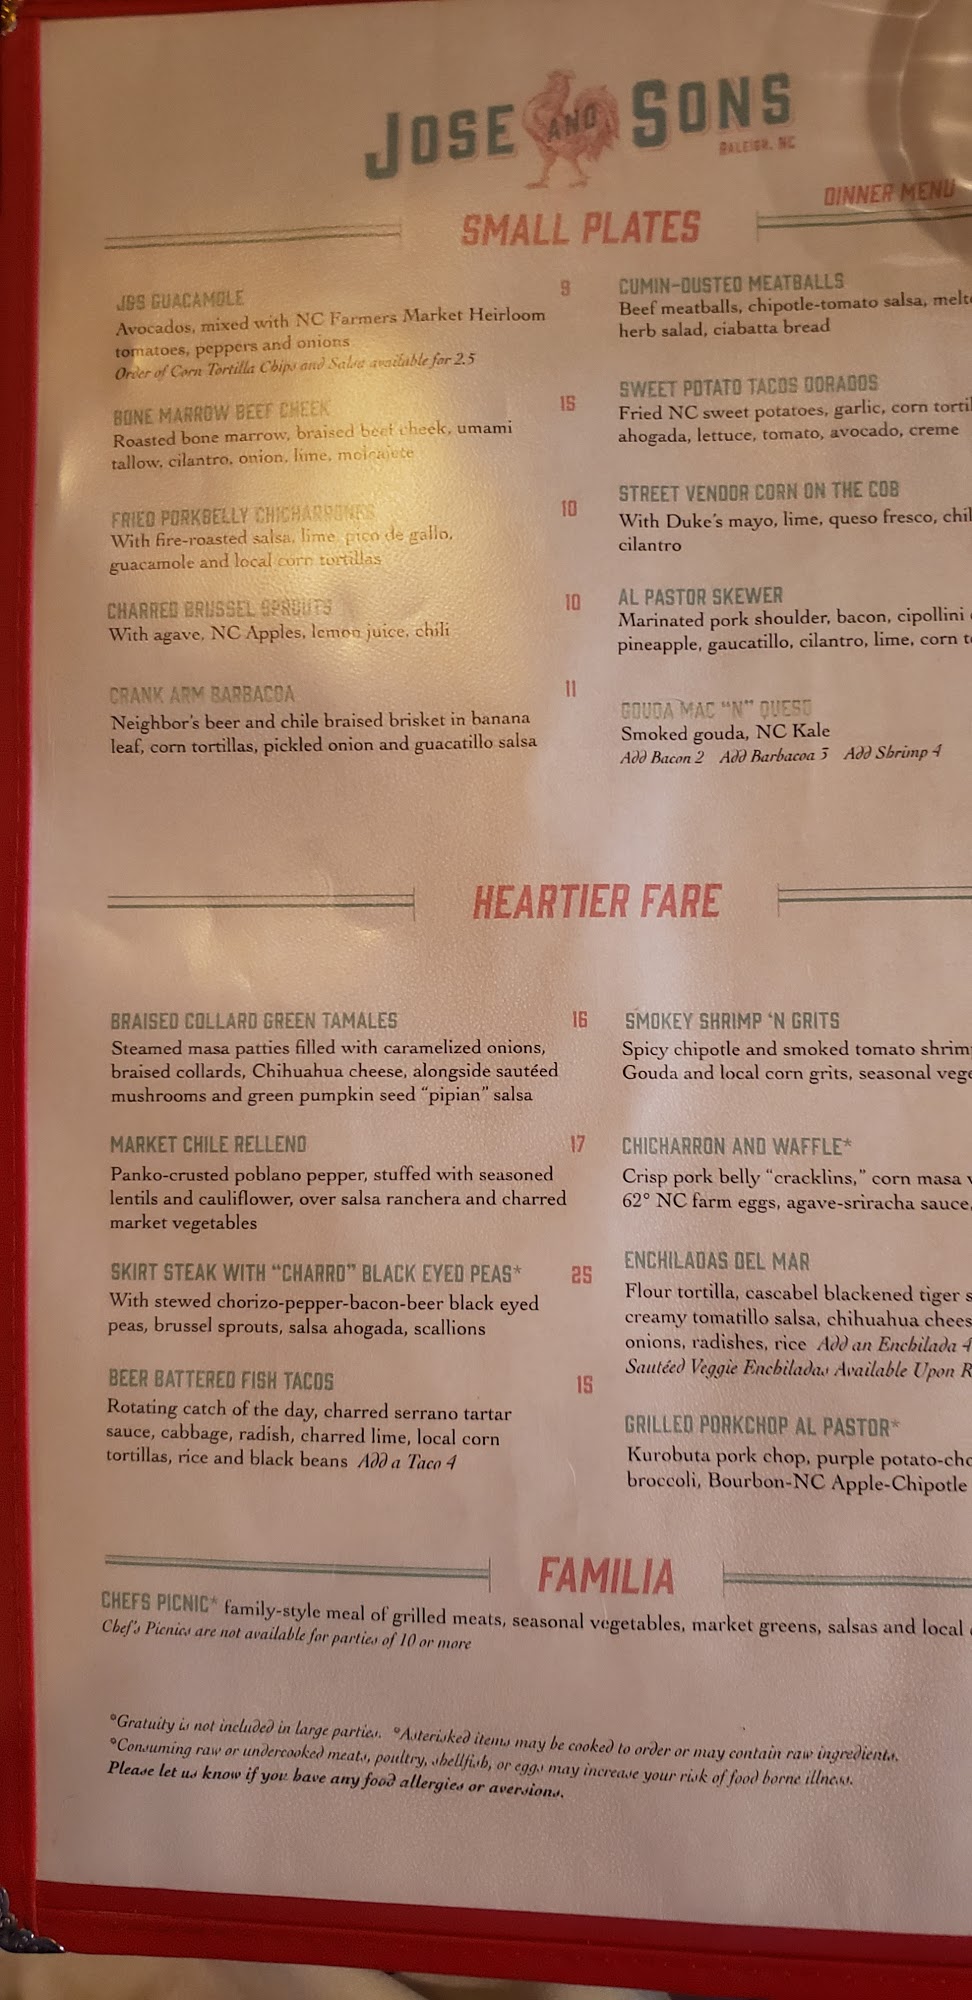 JOSE AND SONS
RALEIGH, NC
DINNER MENU
SMALL PLATES
J&S GUACAMOLE 9
Avocados, mixed with NC Farmers Market Heirloom
tomatoes, peppers and onions
Order of Corn Tortilla Chips and Salsa available for 2.5
BONE MARROW BEEF CHEEK 15
Roasted bone marrow, braised beef cheek, umami
tallow, cilantro, onion, lime, molcajete
FRIED PORKBELLY CHICHARRONES 10
With fire-roasted salsa, lime, pico de gallo,
guacamole and local corn tortillas
CHARRED BRUSSEL SPROUTS 10
With agave, NC Apples, lemon juice, chili
CRANK ARM BARBACOA 11
Neighbor's beer and chile braised brisket in banana
leaf, corn tortillas, pickled onion and guacatillo salsa
CUMIN-DUSTED MEATBALLS
Beef meatballs, chipotle-tomato salsa,
herb salad, ciabatta bread
SWEET POTATO TACOS DORADOS
Fried NC sweet potatoes, garlic, corn
ahogada, lettuce, tomato, avocado, creme
STREET VENDOR CORN ON THE COB
With Duke's mayo, lime, queso fresco,
cilantro
AL PASTOR SKEWER
Marinated pork shoulder, bacon, cipollini
pineapple, gaucatillo, cilantro, lime, corn
GOUDA MAC "N" QUESO
Smoked gouda, NC Kale
Add Bacon 2 Add Barbacoa 3 Add Shrimp 4
HEARTIER FARE
BRAISED COLLARD GREEN TAMALES 16
Steamed masa patties filled with caramelized onions,
braised collards, Chihuahua cheese, alongside sautéed
mushrooms and green pumpkin seed "pipian" salsa
MARKET CHILE RELLENO 17
Panko-crusted poblano pepper, stuffed with seasoned
lentils and cauliflower, over salsa ranchera and charred
market vegetables
SKIRT STEAK WITH "CHARRO" BLACK EYED PEAS* 25
With stewed chorizo-pepper-bacon-beer black eyed
peas, brussel sprouts, salsa ahogada, scallions
BEER BATTERED FISH TACOS 15
Rotating catch of the day, charred serrano tartar
sauce, cabbage, radish, charred lime, local corn
tortillas, rice and black beans Add a Taco 4
SMOKEY SHRIMP 'N GRITS
Spicy chipotle and smoked tomato
Gouda and local corn grits, seasonal
CHICHARRON AND WAFFLE*
Crisp pork belly "cracklins," corn masa
62° NC farm eggs, agave-sriracha sauce,
ENCHILADAS DEL MAR
Flour tortilla, cascabel blackened tiger
creamy tomatillo salsa, chihuahua
onions, radishes, rice Add an Enchilada 4
Sautéed Veggie Enchiladas Available Upon
GRILLED PORKCHOP AL PASTOR*
Kurobuta pork chop, purple
broccoli, Bourbon-NC Apple-Chipotle
FAMILIA
CHEFS PICNIC* family-style meal of grilled meats, seasonal vegetables, market greens, salsas and local
Chef's Picnics are not available for parties of 10 or more
*Gratuity is not included in large parties. *Asterisked items may be cooked to order or may contain raw ingredients.
*Consuming raw or undercooked meats, poultry, shellfish, or eggs may increase your risk of food borne illness.
Please let us know if you have any food allergies or aversions.